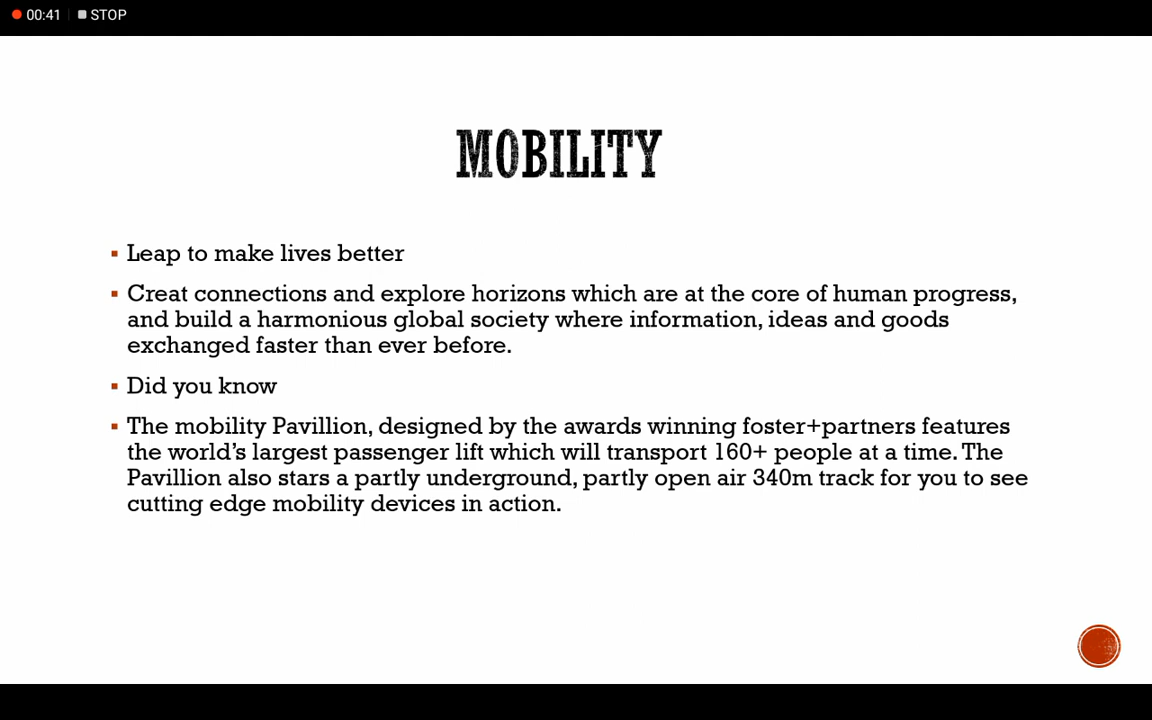 00:41 STOP
MOBILITY
▪ Leap to make lives better
▪ Creat connections and explore horizons which are at the core of human progress,
and build a harmonious global society where information, ideas and goods
exchanged faster than ever before.
▪ Did you know
▪ The mobility Pavillion, designed by the awards winning foster+partners features
the world's largest passenger lift which will transport 160+ people at a time. The
Pavillion also stars a partly underground, partly open air 340m track for you to see
cutting edge mobility devices in action.